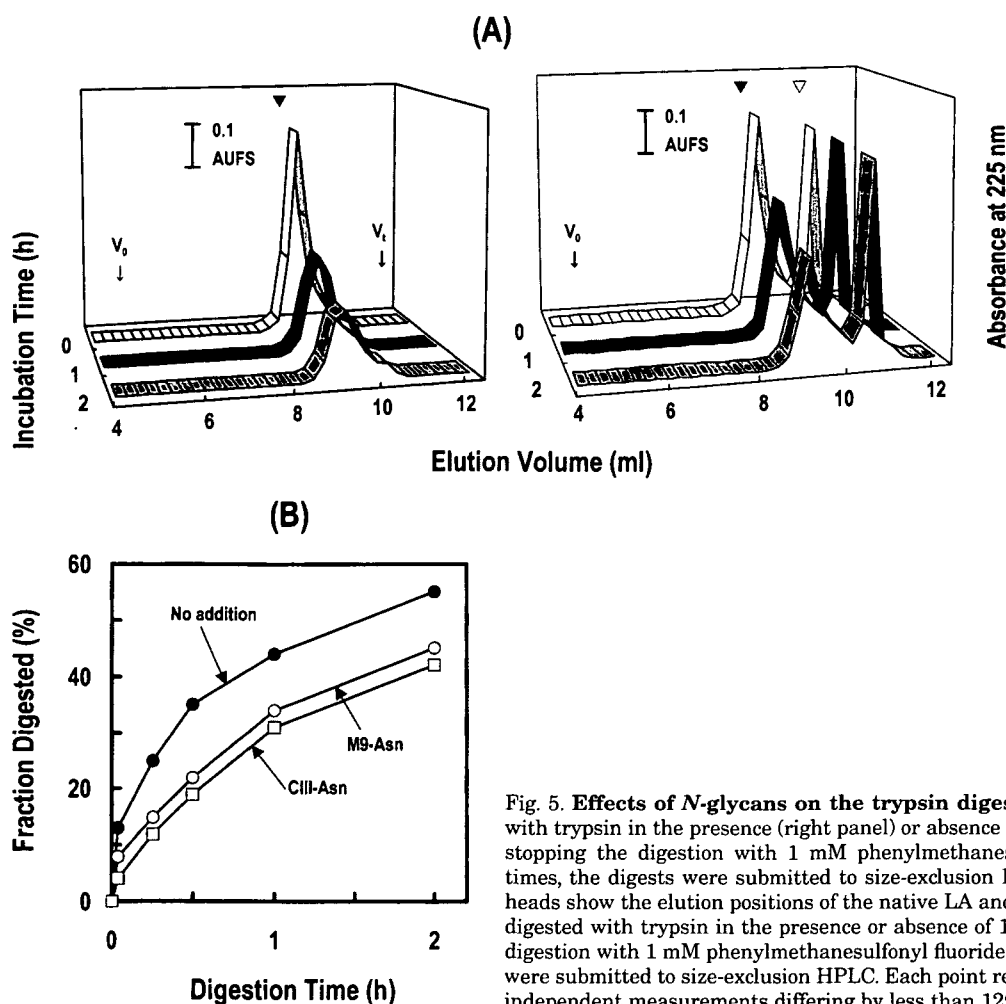 (A)
0.1
AUFS
0.1
AUFS
V0
Vt
V0
Incubation Time (h)
Absorbance at 225 nm
0
1
2
4
6
8
10
12
0
1
2
4
6
8
10
12
Elution Volume (ml)
(B)
Fraction Digested (%)
60
40
20
0
No addition
M9-Asn
CIII-Asn
0
1
2
Digestion Time (h)
Fig. 5. Effects of N-glycans on the trypsin diges
with trypsin in the presence (right panel) or absence
stopping the digestion with 1 mM phenylmethanes
times, the digests were submitted to size-exclusion
heads show the elution positions of the native LA and
digested with trypsin in the presence or absence of 1
digestion with 1 mM phenylmethanesulfonyl fluoride
were submitted to size-exclusion HPLC. Each point re
independent measurements differing by less than 12